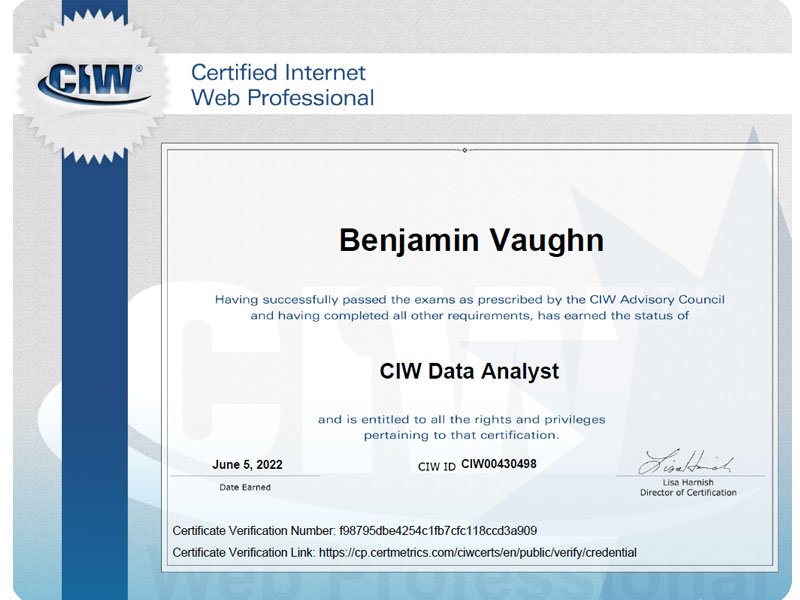 CIW®
Certified Internet
Web Professional
Benjamin Vaughn
Having successfully passed the exams as prescribed by the CIW Advisory Council
and having completed all other requirements, has earned the status of
CIW Data Analyst
and is entitled to all the rights and privileges
pertaining to that certification.
June 5, 2022
Date Earned
CIW ID CIW00430498
Lisa Harnish
Lisa Harnish
Director of Certification
Certificate Verification Number: f98795dbe4254c1fb7cfc118ccd3a909
Certificate Verification Link: https://cp.certmetrics.com/ciwcerts/en/public/verify/credential
CIW TM
Web Professional